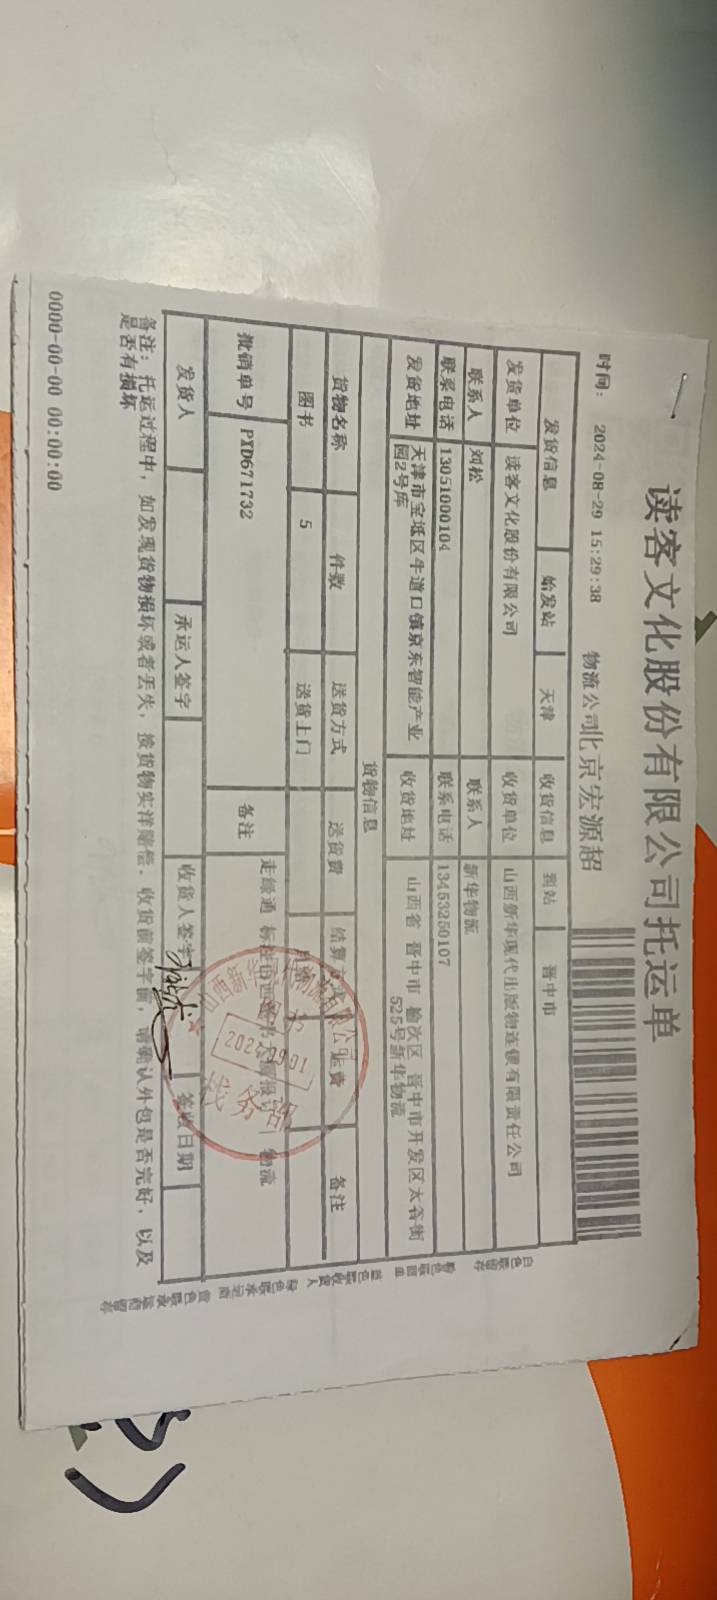 读客文化股份有限公司托运单
时间： 2024-08-29 15:29:38 物流公司北京宏源超
发货信息 始发站 天津 收货信息 到站 晋中市
发货单位 读客文化股份有限公司 收货单位 山西新华现代出版物连锁有限责任公司
联系人 刘松 联系人 新华物流
联系电话 13051000104 联系电话 13453250107
发货地址 天津市宝坻区牛道口镇京东智能产业园2号库 收货地址 山西省 晋中市 榆次区 晋中市开发区太谷街525号新华物流
货物信息
货物名称 件数 送货方式 送货费 结算 运费 备注
图书 5 送货上门
批销单号 PXD671732 备注 走绿通 物流
发货人 承运人签字 收货人签字 签收日期
备注：托运过程中，如发现货物损坏或者丢失，按货物实洋赔偿。收货前签字前，请确认外包是否完好，以及
是否有损坏
0000-00-00 00:00:00